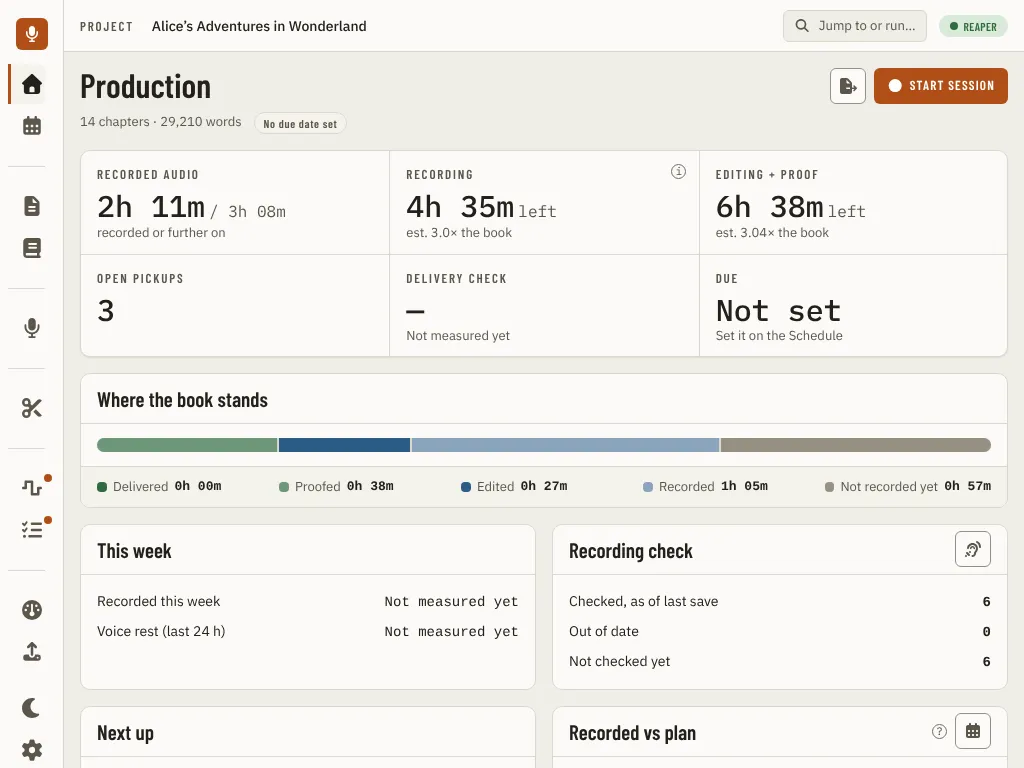 PROJECT Alice’s Adventures in Wonderland
Jump to or run...
REAPER
Production
START SESSION
14 chapters · 29,210 words
No due date set
RECORDED AUDIO
2h 11m / 3h 08m
recorded or further on
RECORDING
4h 35m left
est. 3.0× the book
EDITING + PROOF
6h 38m left
est. 3.04× the book
OPEN PICKUPS
3
DELIVERY CHECK
—
Not measured yet
DUE
Not set
Set it on the Schedule
Where the book stands
Delivered 0h 00m
Proofed 0h 38m
Edited 0h 27m
Recorded 1h 05m
Not recorded yet 0h 57m
This week
Recorded this week Not measured yet
Voice rest (last 24 h) Not measured yet
Recording check
Checked, as of last save 6
Out of date 0
Not checked yet 6
Next up
Recorded vs plan